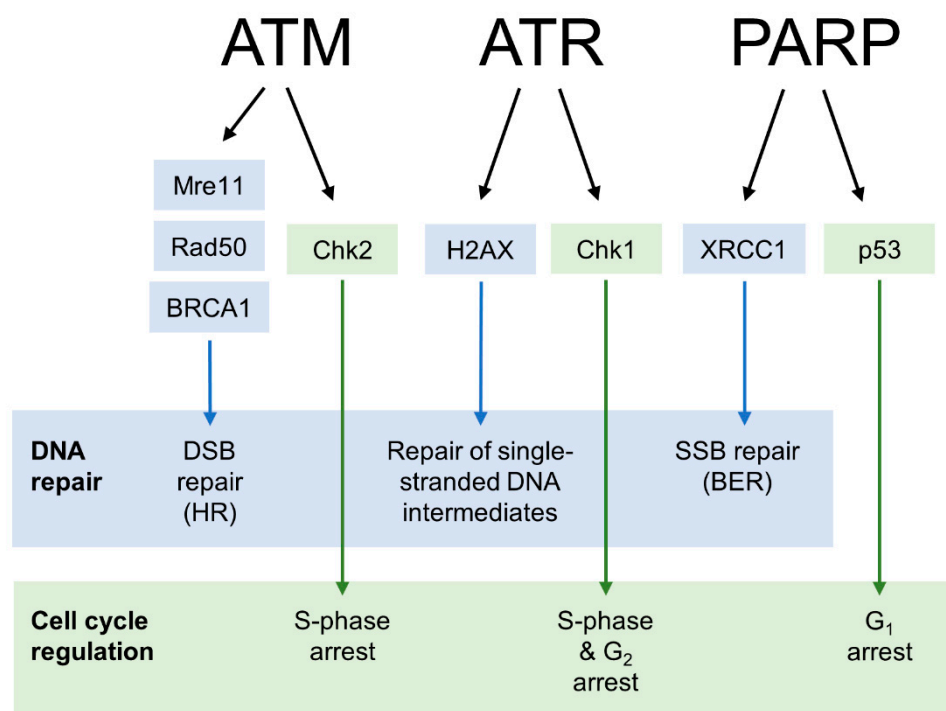 ATM ATR PARP
Mre11
Rad50 Chk2 H2AX Chk1 XRCC1 p53
BRCA1
DNA
repair
DSB
repair
(HR)
Repair of single-
stranded DNA
intermediates
SSB repair
(BER)
Cell cycle
regulation
S-phase
arrest
S-phase
& G₂
arrest
G₁
arrest